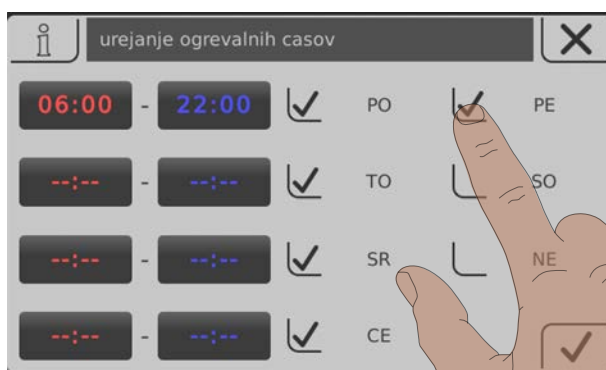 urejanje ogrevalnih casov
06:00 - 22:00 PO PE
--:-- - --:-- TO SO
--:-- - --:-- SR NE
--:-- - --:-- CE